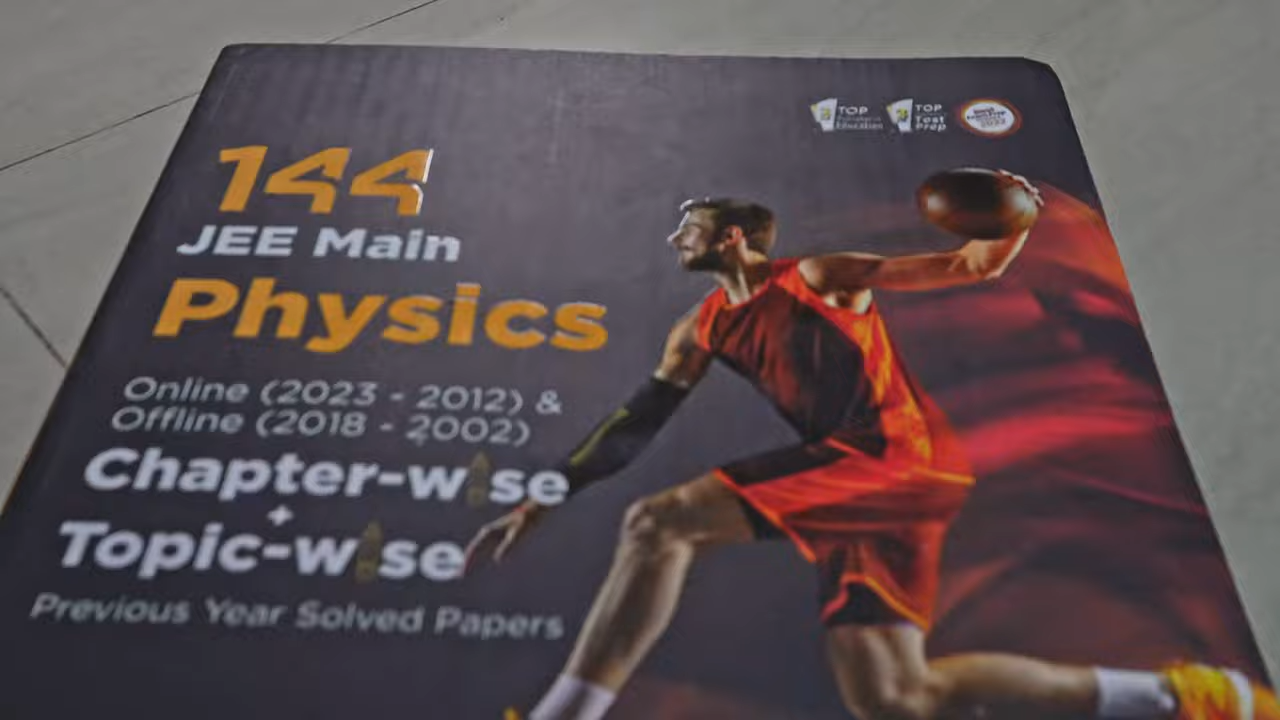 144
JEE Main
Physics
Online (2023 - 2012) &
Offline (2018 - 2002)
Chapter-wise
+
Topic-wise
Previous Year Solved Papers
TOP
Education
TOP
Test
Prep